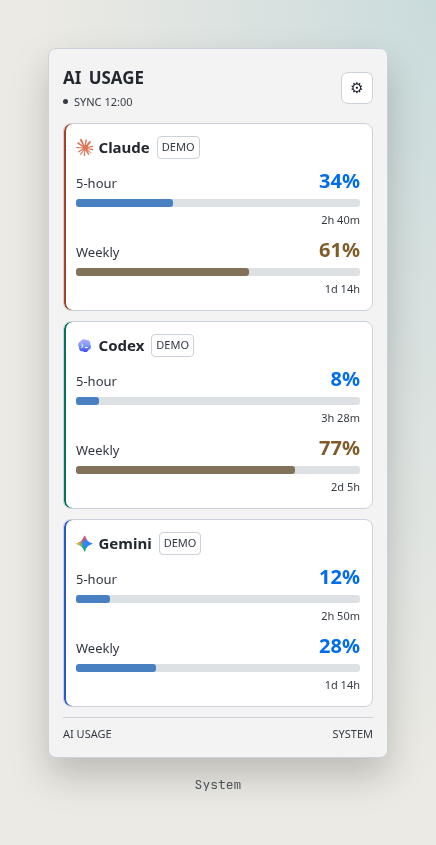 AI USAGE
SYNC 12:00
Claude DEMO
5-hour 34%
2h 40m
Weekly 61%
1d 14h
Codex DEMO
5-hour 8%
3h 28m
Weekly 77%
2d 5h
Gemini DEMO
5-hour 12%
2h 50m
Weekly 28%
1d 14h
AI USAGE SYSTEM
System